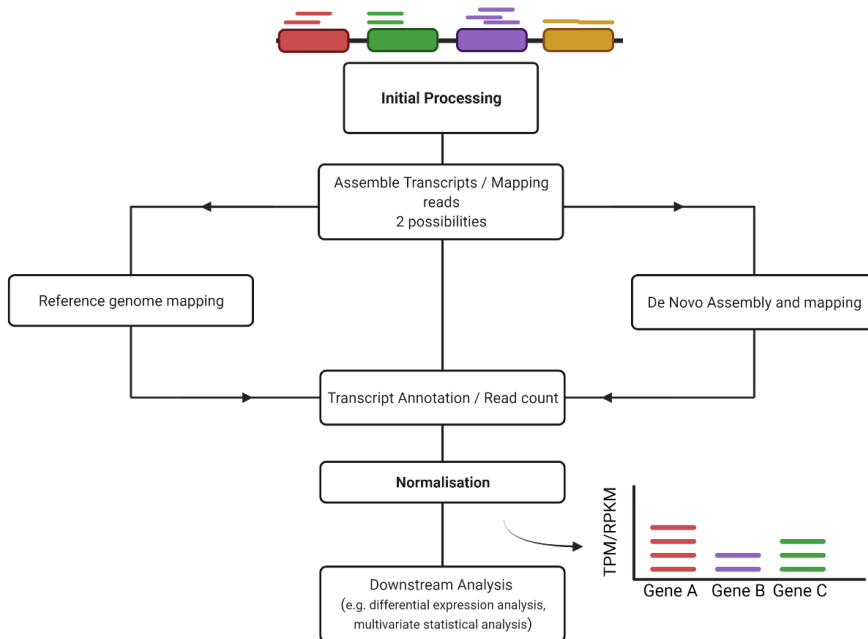 Initial Processing
Assemble Transcripts / Mapping
reads
2 possibilities
Reference genome mapping
De Novo Assembly and mapping
Transcript Annotation / Read count
Normalisation
TPM/RPKM
Gene A
Gene B
Gene C
Downstream Analysis
(e.g. differential expression analysis,
multivariate statistical analysis)